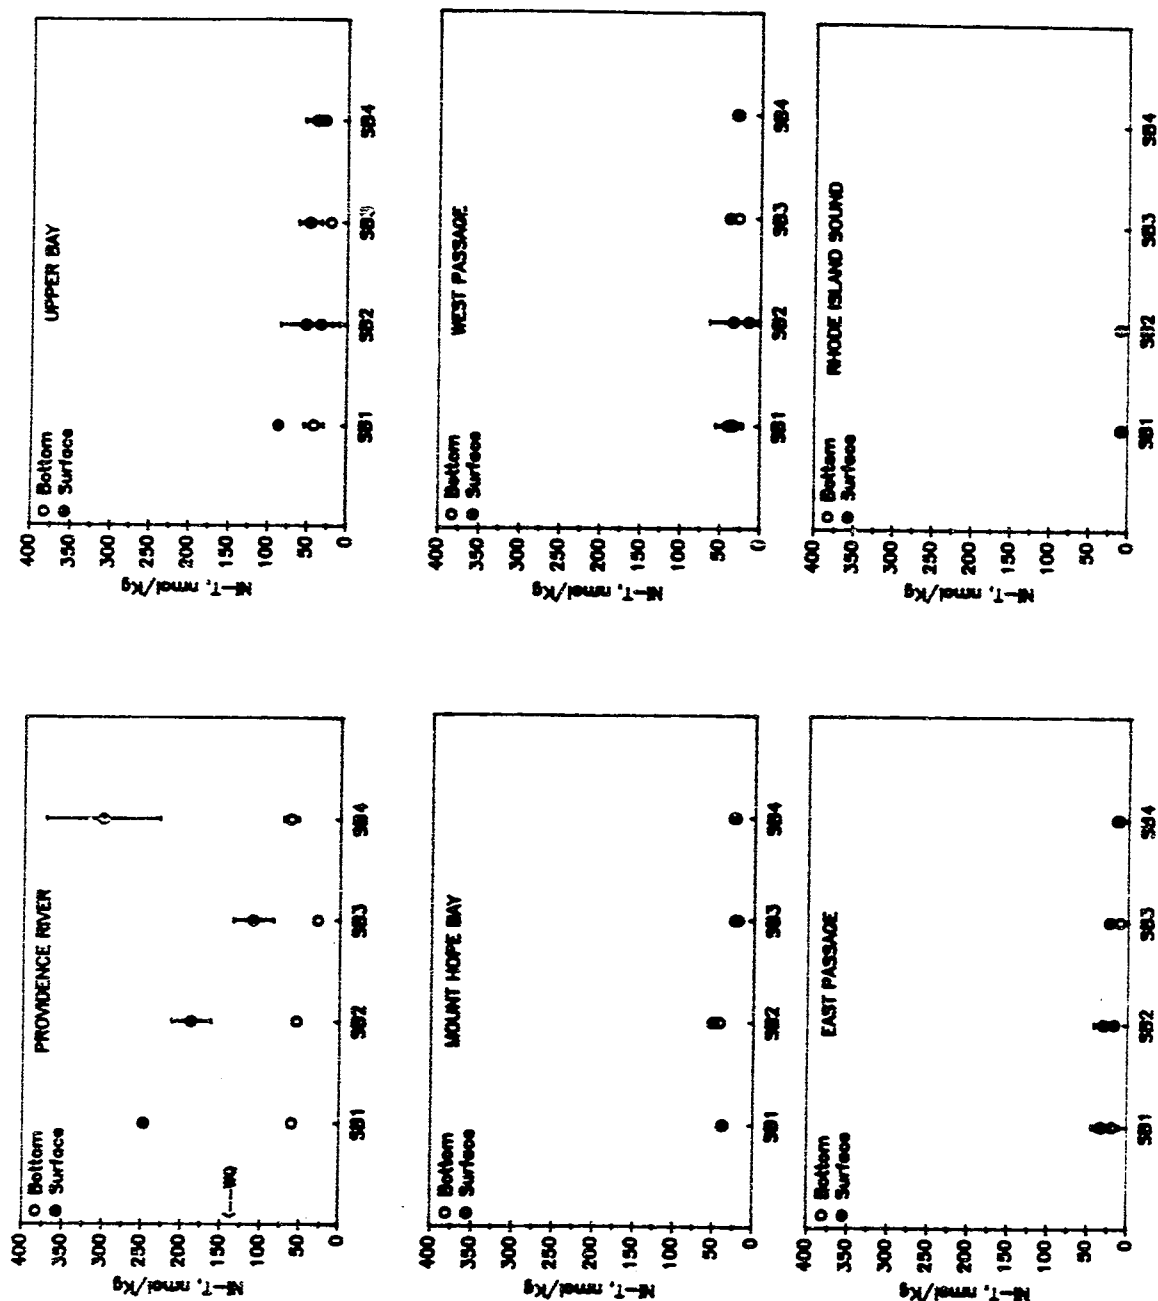 PROVIDENCE RIVER
○ Bottom
● Surface
400
350
300
250
200
150
100
50
0
Ni-T, nmol/Kg
<---WQ
SB1
SB2
SB3
SB4
UPPER BAY
○ Bottom
● Surface
400
350
300
250
200
150
100
50
0
Ni-T, nmol/Kg
SB1
SB2
SB3
SB4
MOUNT HOPE BAY
○ Bottom
● Surface
400
350
300
250
200
150
100
50
0
Ni-T, nmol/Kg
SB1
SB2
SB3
SB4
WEST PASSAGE
○ Bottom
● Surface
400
350
300
250
200
150
100
50
0
Ni-T, nmol/Kg
SB1
SB2
SB3
SB4
EAST PASSAGE
○ Bottom
● Surface
400
350
300
250
200
150
100
50
0
Ni-T, nmol/Kg
SB1
SB2
SB3
SB4
RHODE ISLAND SOUND
○ Bottom
● Surface
400
350
300
250
200
150
100
50
0
Ni-T, nmol/Kg
SB1
SB2
SB3
SB4